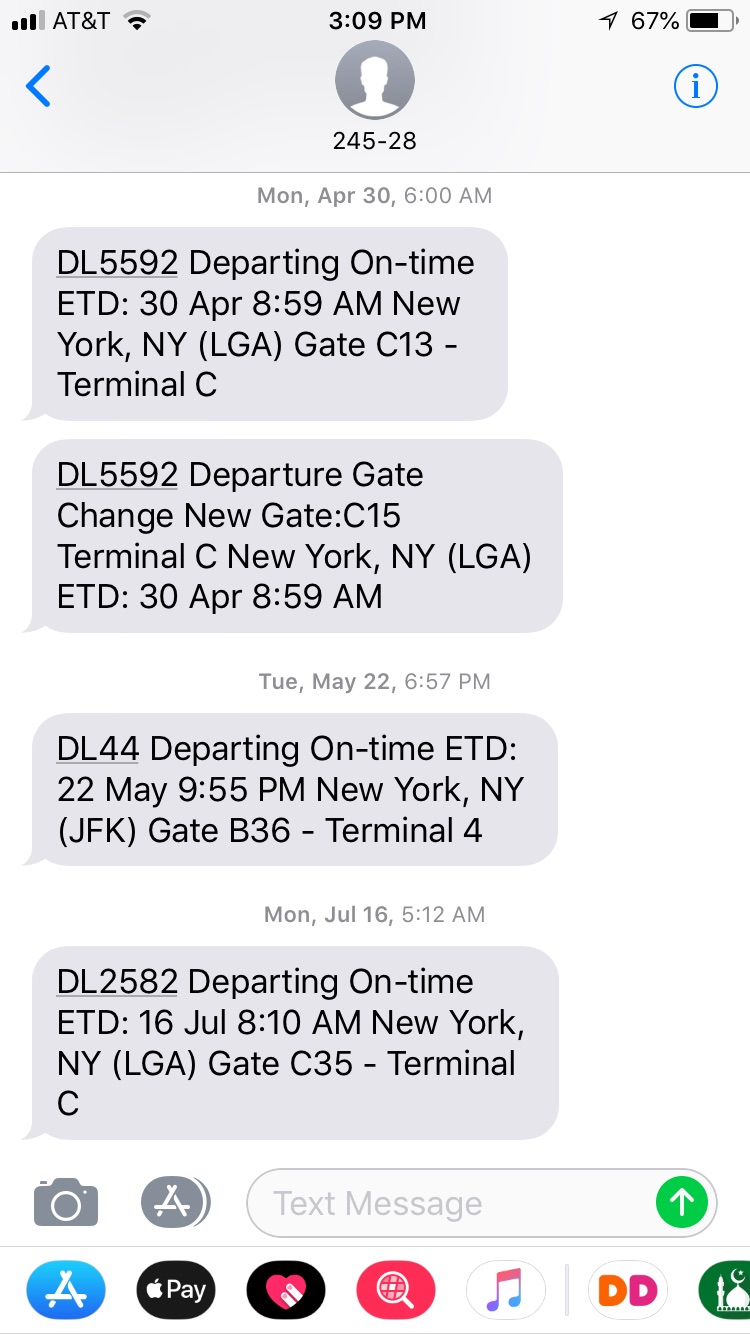 AT&T 3:09 PM 67%
245-28
Mon, Apr 30, 6:00 AM
DL5592 Departing On-time
ETD: 30 Apr 8:59 AM New
York, NY (LGA) Gate C13 -
Terminal C
DL5592 Departure Gate
Change New Gate:C15
Terminal C New York, NY (LGA)
ETD: 30 Apr 8:59 AM
Tue, May 22, 6:57 PM
DL44 Departing On-time ETD:
22 May 9:55 PM New York, NY
(JFK) Gate B36 - Terminal 4
Mon, Jul 16, 5:12 AM
DL2582 Departing On-time
ETD: 16 Jul 8:10 AM New York,
NY (LGA) Gate C35 - Terminal
C
Text Message
Pay DD